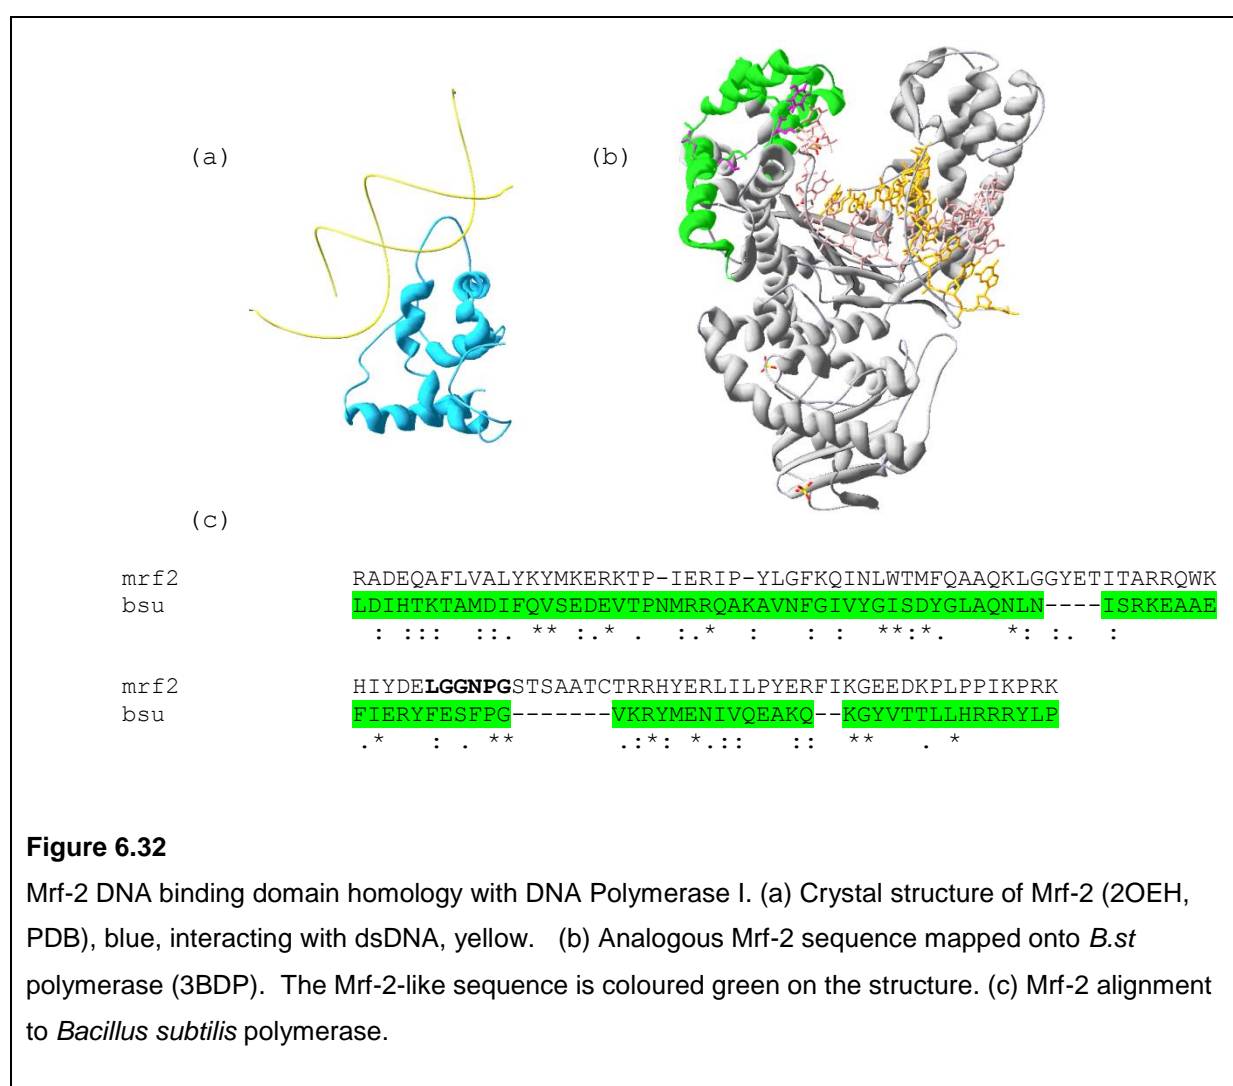 (a)
(b)
(c)
mrf2 RADEQAFLVALYKYMKERKTP-IERIP-YLGFKQINLWTMFQAAQKLGGYETITARRQWK
bsu LDIHTKTAMDIFQVSEDEVTPNMRRQAKAVNFGIVYGISDYGLAQNLN----ISRKEAAE
: ::: ::. ** :.* . :.* : : : **:*. *: :. :
mrf2 HIYDELGGNPGSTSAATCTRRHYERLILPYERFIKGEEDKPLPPIKPRK
bsu FIERYFESFPG-------VKRYMENIVQEAKQ--KGYVTTLLHRRRYLP
.* : . ** .:*: *.:: :: ** . *
Figure 6.32
Mrf-2 DNA binding domain homology with DNA Polymerase I. (a) Crystal structure of Mrf-2 (2OEH,
PDB), blue, interacting with dsDNA, yellow. (b) Analogous Mrf-2 sequence mapped onto B.st
polymerase (3BDP). The Mrf-2-like sequence is coloured green on the structure. (c) Mrf-2 alignment
to Bacillus subtilis polymerase.